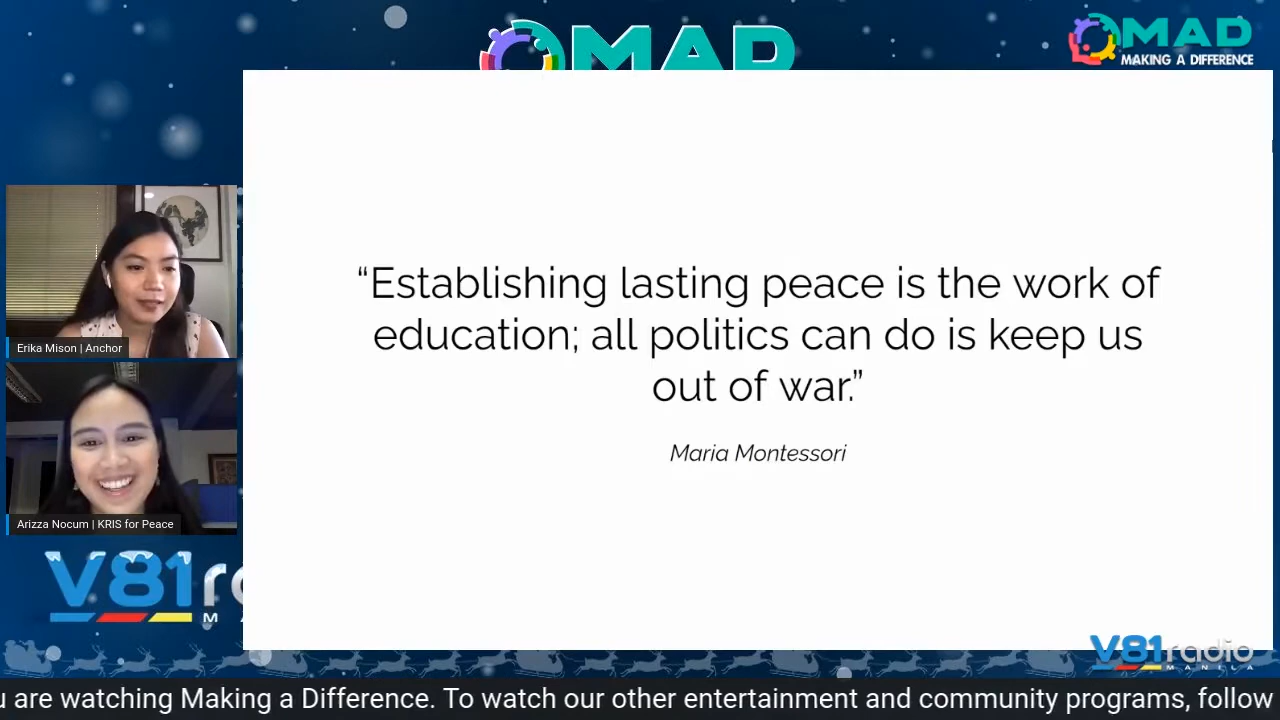 MAD
MAD
MAKING A DIFFERENCE
“Establishing lasting peace is the work of
education; all politics can do is keep us
out of war.”
Maria Montessori
Erika Mison | Anchor
Arizza Nocum | KRIS for Peace
V81 r
M
V81 radio
MANILA
u are watching Making a Difference. To watch our other entertainment and community programs, follow